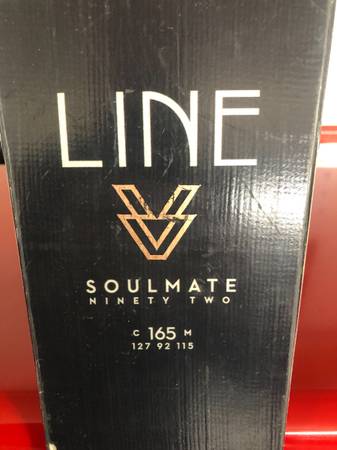 LINE
SOULMATE
NINETY TWO
C 165 M
127 92 115